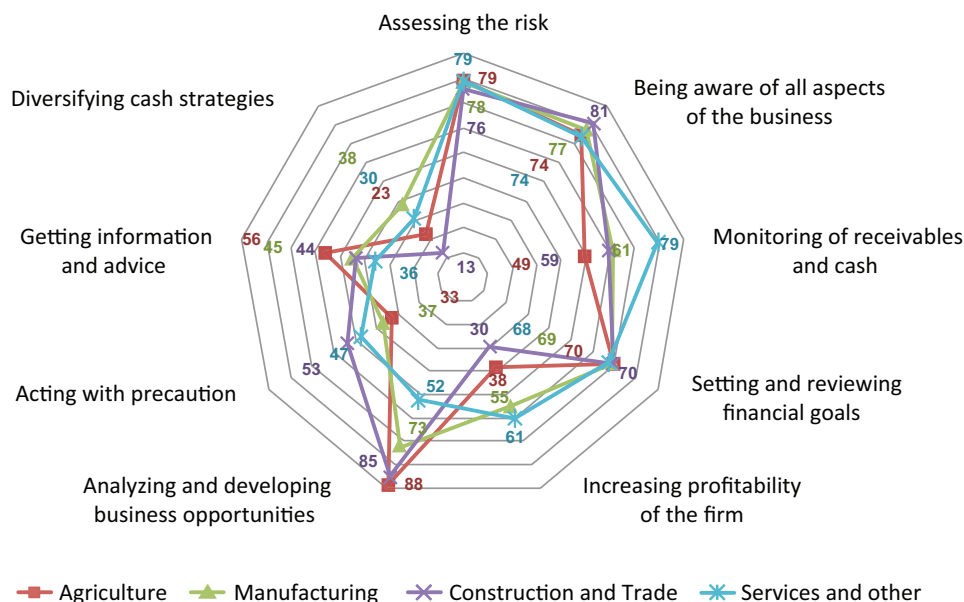 Assessing the risk
79
79
78
76
Being aware of all aspects
of the business
81
77
74
74
Monitoring of receivables
and cash
79
61
59
49
Setting and reviewing
financial goals
70
70
69
68
Increasing profitability
of the firm
61
55
38
30
Analyzing and developing
business opportunities
88
85
73
52
Acting with precaution
53
47
37
33
Getting information
and advice
56
45
44
36
Diversifying cash strategies
38
30
23
13
Agriculture Manufacturing Construction and Trade Services and other